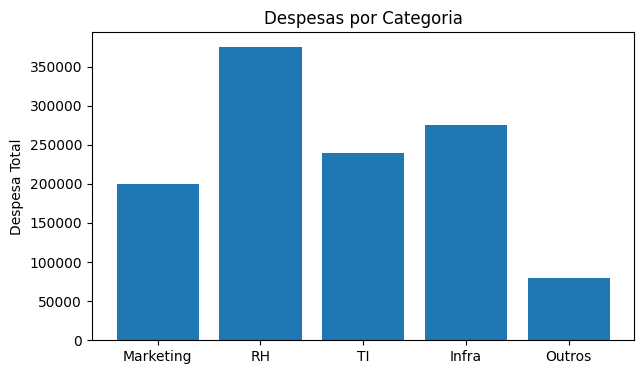 Despesas por Categoria
Despesa Total
350000
300000
250000
200000
150000
100000
50000
0
Marketing
RH
TI
Infra
Outros